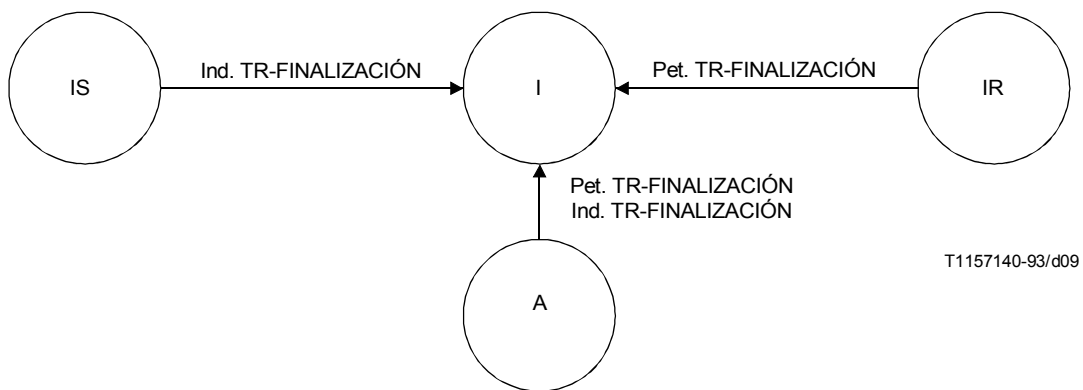 Ind. TR-FINALIZACIÓN
Pet. TR-FINALIZACIÓN
IS
I
IR
Pet. TR-FINALIZACIÓN
Ind. TR-FINALIZACIÓN
T1157140-93/d09
A